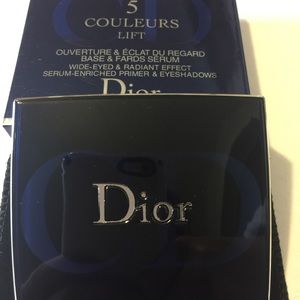 5
COULEURS
LIFT
OUVERTURE & ÉCLAT DU REGARD
BASE & FARDS SÉRUM
WIDE-EYED & RADIANT EFFECT
SERUM-ENRICHED PRIMER & EYESHADOWS
Dior
Dior